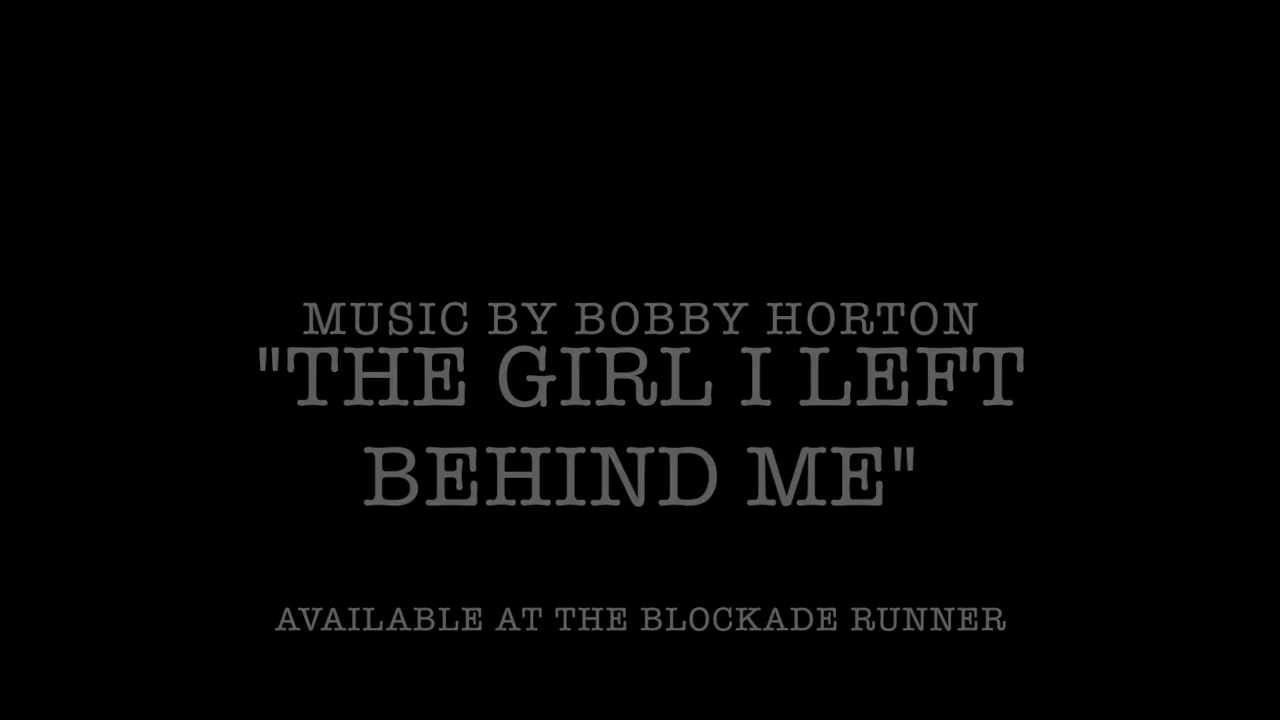 MUSIC BY BOBBY HORTON
"THE GIRL I LEFT
BEHIND ME"
AVAILABLE AT THE BLOCKADE RUNNER